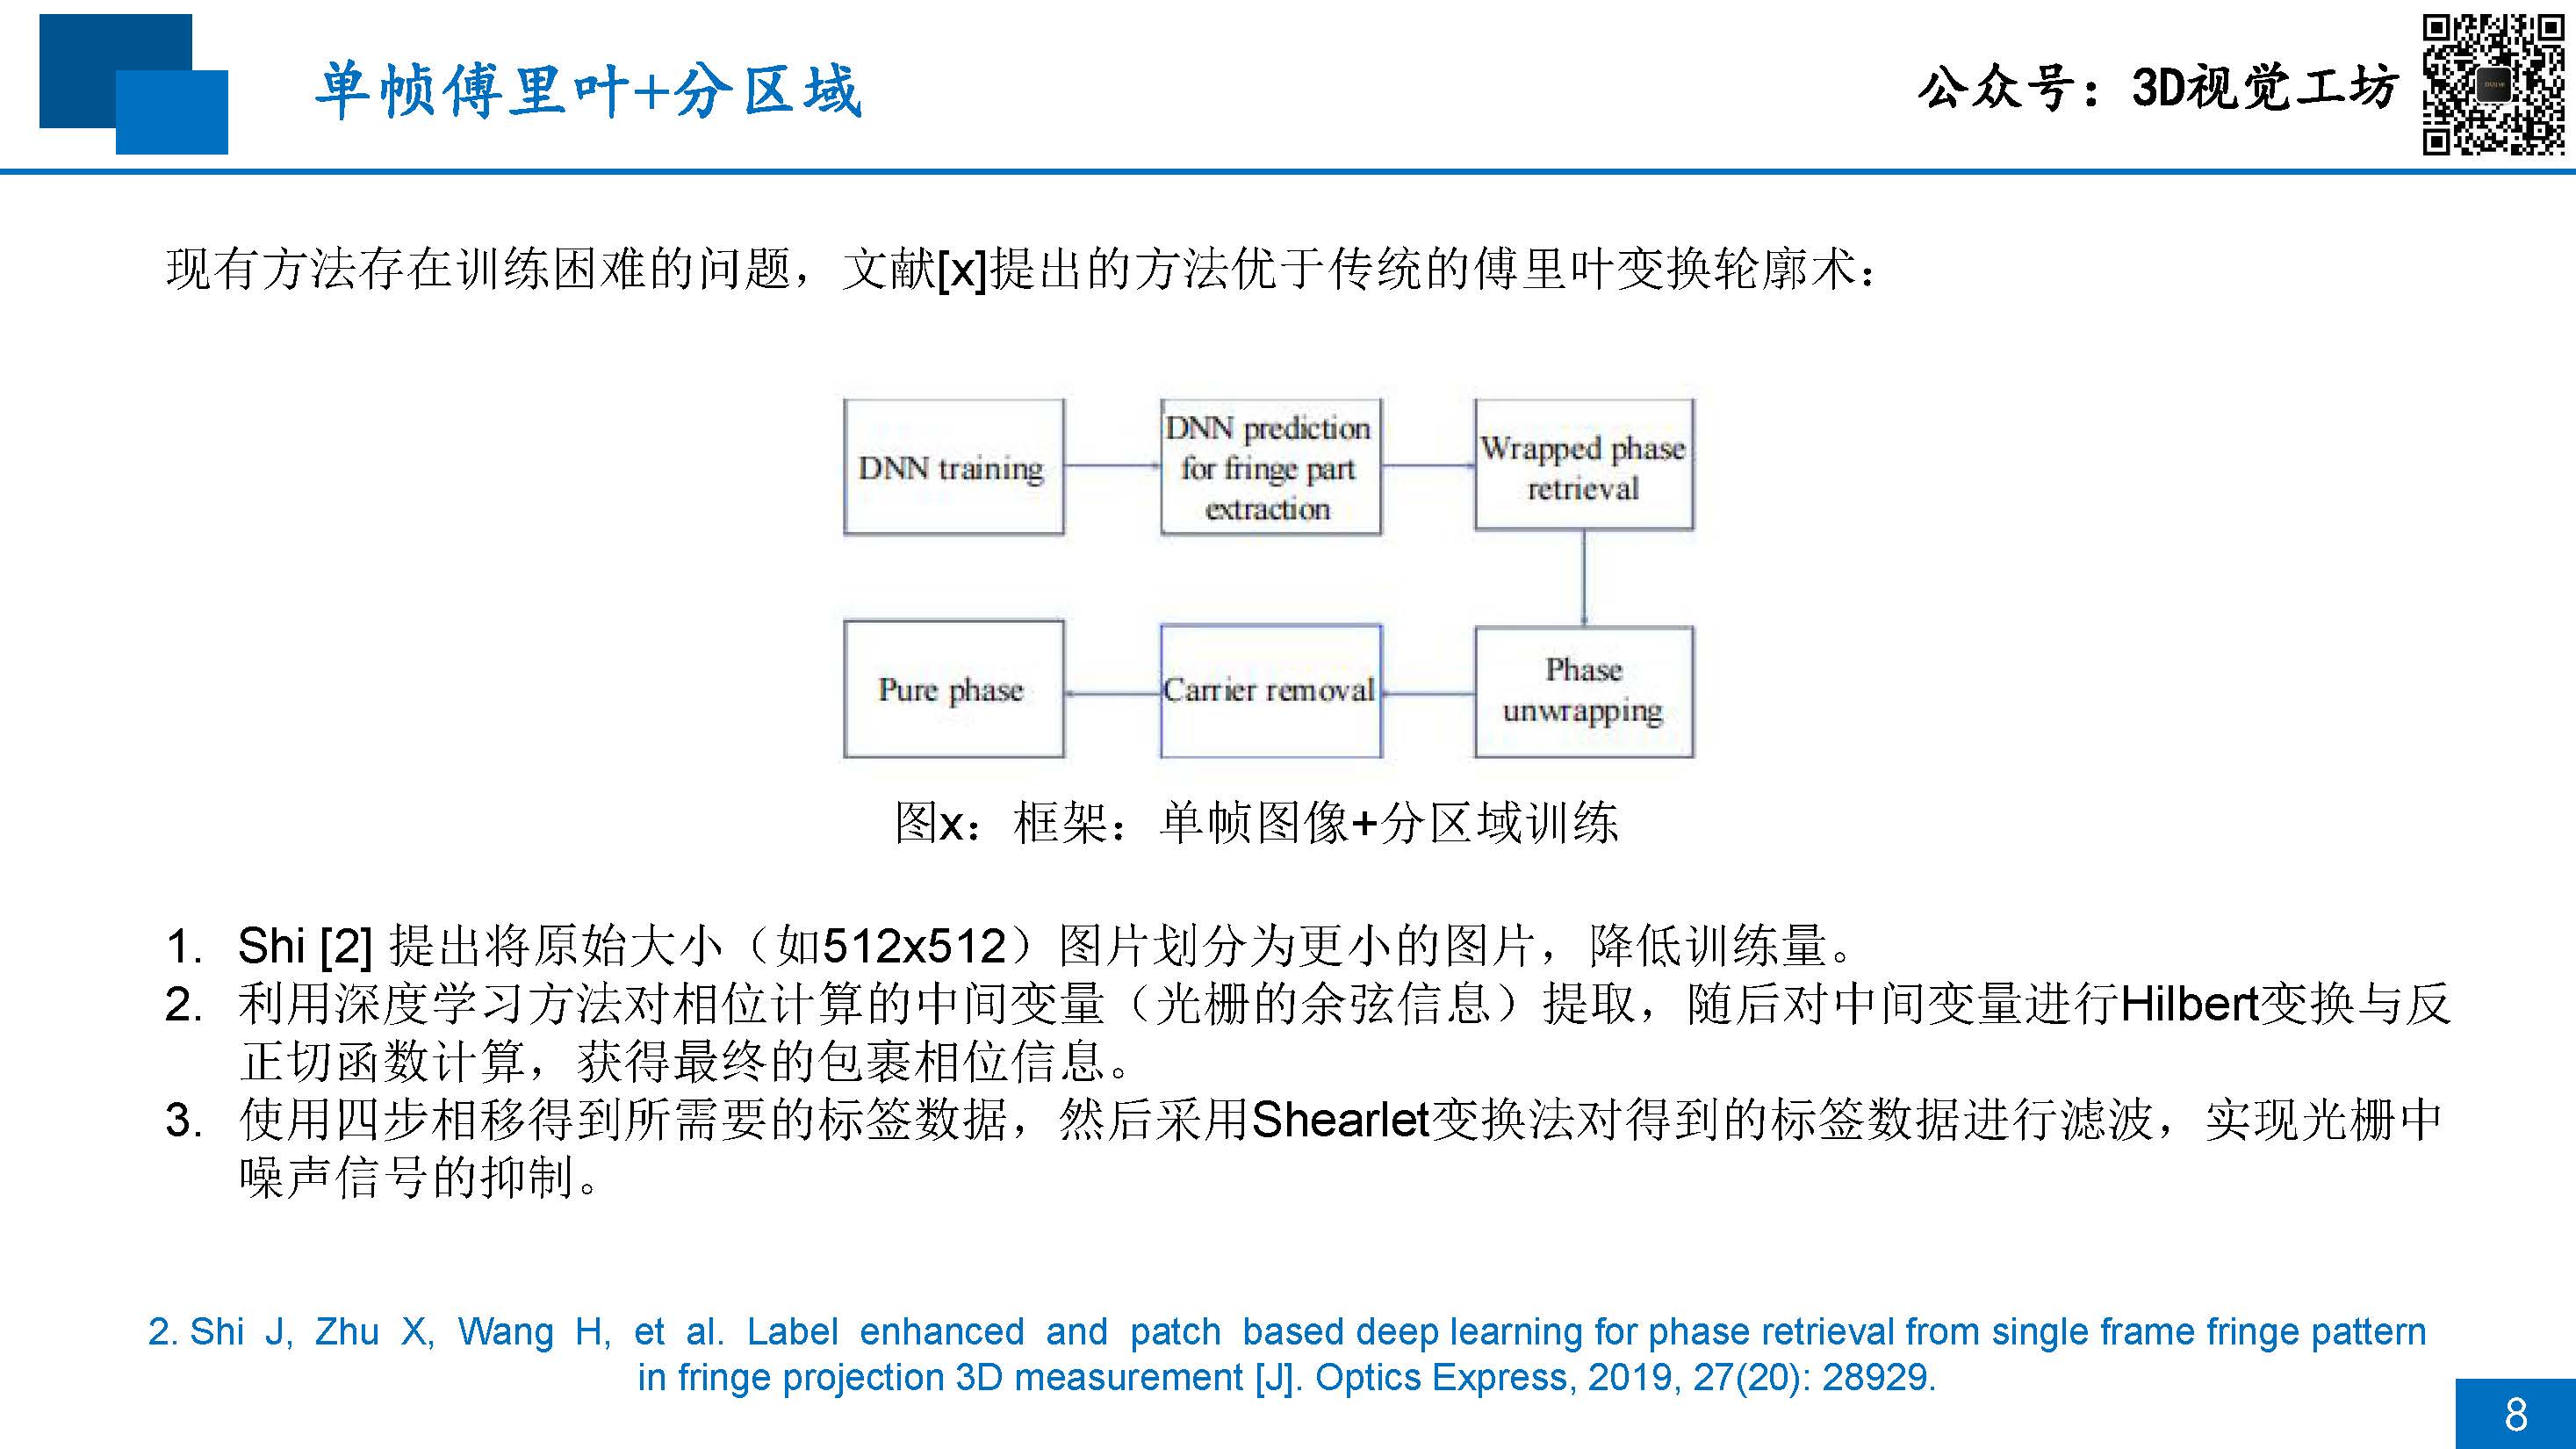 单帧傅里叶+分区域
公众号：3D视觉工坊
现有方法存在训练困难的问题，文献[x]提出的方法优于传统的傅里叶变换轮廓术：
DNN training
DNN prediction
for fringe part
extraction
Wrapped phase
retrieval
Phase
unwrapping
Carrier removal
Pure phase
图x：框架：单帧图像+分区域训练
1. Shi [2] 提出将原始大小（如512x512）图片划分为更小的图片，降低训练量。
2. 利用深度学习方法对相位计算的中间变量（光栅的余弦信息）提取，随后对中间变量进行Hilbert变换与反
正切函数计算，获得最终的包裹相位信息。
3. 使用四步相移得到所需要的标签数据，然后采用Shearlet变换法对得到的标签数据进行滤波，实现光栅中
噪声信号的抑制。
2. Shi J, Zhu X, Wang H, et al. Label enhanced and patch based deep learning for phase retrieval from single frame fringe pattern
in fringe projection 3D measurement [J]. Optics Express, 2019, 27(20): 28929.
8